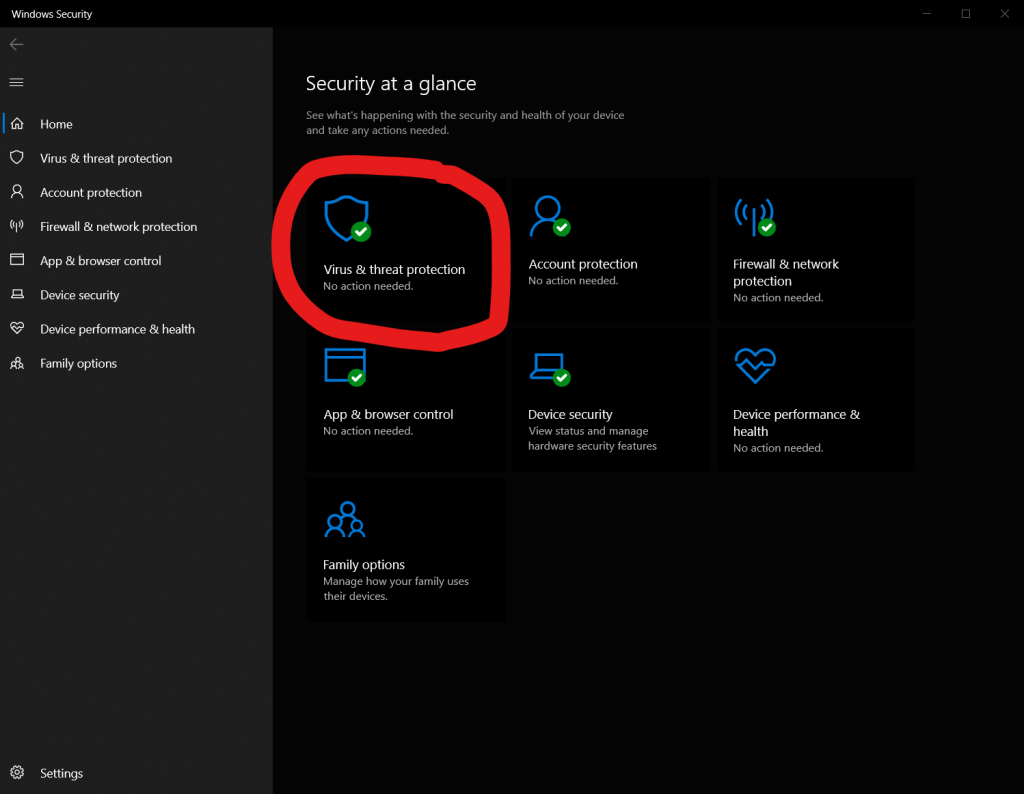 Windows Security
Home
Virus & threat protection
Account protection
Firewall & network protection
App & browser control
Device security
Device performance & health
Family options
Settings
Security at a glance
See what's happening with the security and health of your device
and take any actions needed.
Virus & threat protection
No action needed.
Account protection
No action needed.
Firewall & network
protection
No action needed.
App & browser control
No action needed.
Device security
View status and manage
hardware security features
Device performance &
health
No action needed.
Family options
Manage how your family uses
their devices.